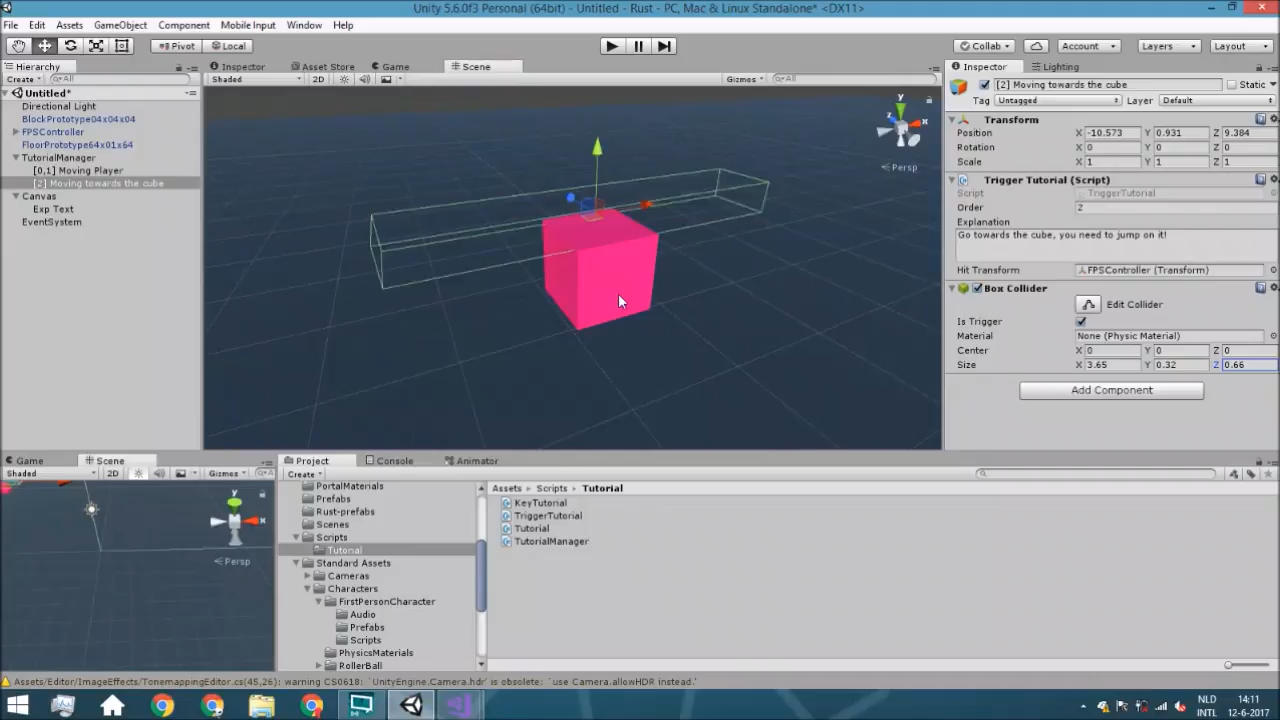 Unity 5.6.0f3 Personal (64bit) - Untitled - Rust - PC, Mac & Linux Standalone* <DX11>
File Edit Assets GameObject Component Mobile Input Window Help
Pivot Local Collab Account Layers Layout
Hierarchy Inspector Asset Store Game Scene Inspector Lighting
Create All Shaded 2D Gizmos All
[2] Moving towards the cube Static
Untitled*
Tag Untagged Layer Default
Directional Light
BlockPrototype04x04x04
FPSController
FloorPrototype64x01x64
TutorialManager
[0,1] Moving Player
[2] Moving towards the cube
Canvas
Exp Text
EventSystem
y
x
z
Persp
Transform
Position X -10.573 Y 0.931 Z 9.384
Rotation X 0 Y 0 Z 0
Scale X 1 Y 1 Z 1
Trigger Tutorial (Script)
Script TriggerTutorial
Order 2
Explanation
Go towards the cube, you need to jump on it!
Hit Transform FPSController (Transform)
Box Collider
Edit Collider
Is Trigger
Material None (Physic Material)
Center X 0 Y 0 Z 0
Size X 3.65 Y 0.32 Z 0.66
Add Component
Game Scene Project Console Animator
Shaded 2D Gizmos All Create
y
x
Persp
PortalMaterials
Prefabs
Rust-prefabs
Scenes
Scripts
Tutorial
Standard Assets
Cameras
Characters
FirstPersonCharacter
Audio
Prefabs
Scripts
PhysicsMaterials
RollerBall
Assets Scripts Tutorial
KeyTutorial
TriggerTutorial
Tutorial
TutorialManager
Assets/Editor/ImageEffects/TonemappingEditor.cs(45,26): warning CS0618: `UnityEngine.Camera.hdr' is obsolete: `use Camera.allowHDR instead.'
NLD 14:11
INTL 12-6-2017